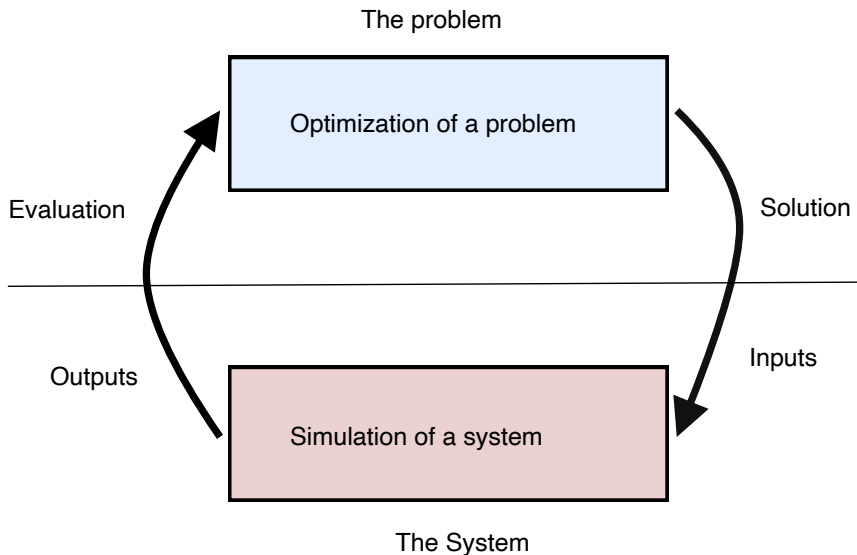 The problem
Optimization of a problem
Evaluation
Solution
Outputs
Inputs
Simulation of a system
The System